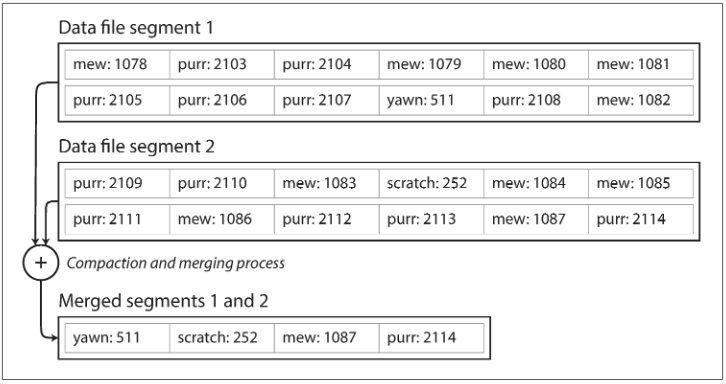 Data file segment 1
mew: 1078 purr: 2103 purr: 2104 mew: 1079 mew: 1080 mew: 1081
purr: 2105 purr: 2106 purr: 2107 yawn: 511 purr: 2108 mew: 1082
Data file segment 2
purr: 2109 purr: 2110 mew: 1083 scratch: 252 mew: 1084 mew: 1085
purr: 2111 mew: 1086 purr: 2112 purr: 2113 mew: 1087 purr: 2114
+ Compaction and merging process
Merged segments 1 and 2
yawn: 511 scratch: 252 mew: 1087 purr: 2114